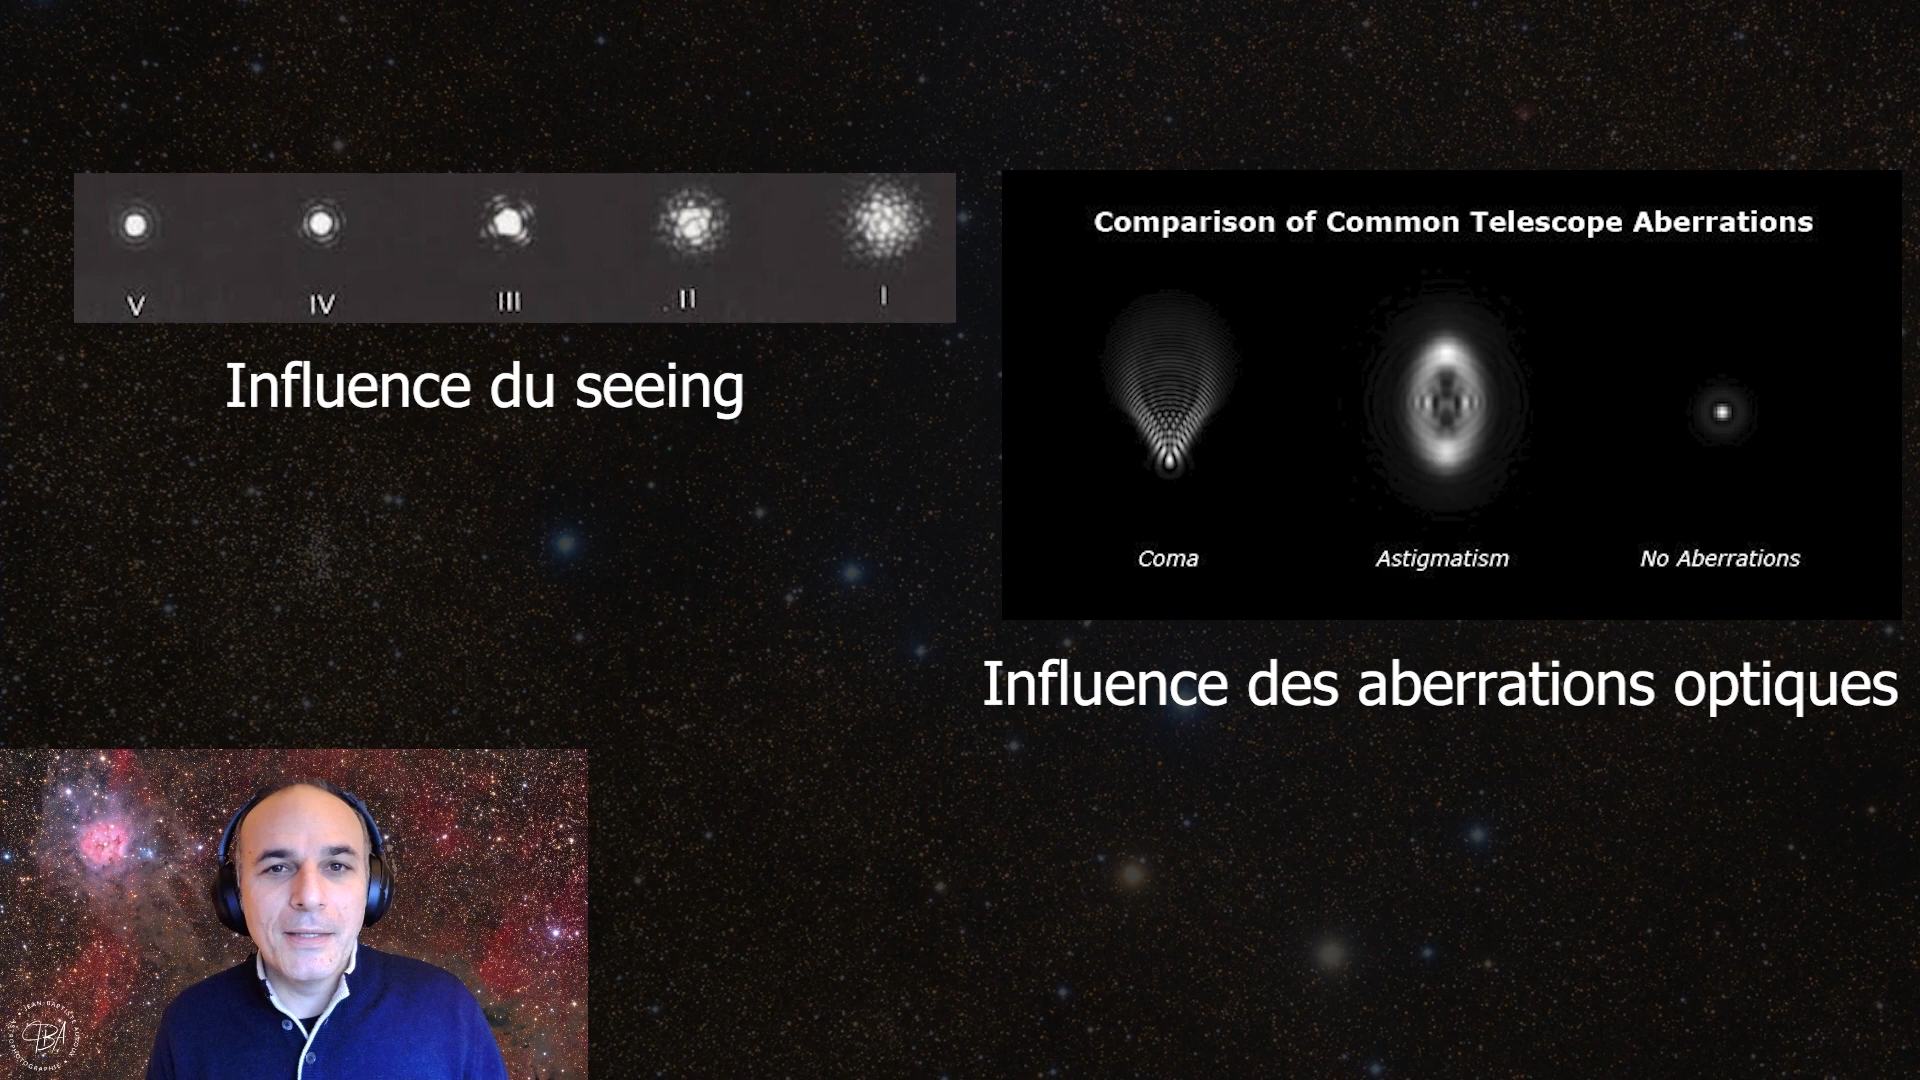 V IV III II I
Influence du seeing
Comparison of Common Telescope Aberrations
Coma Astigmatism No Aberrations
Influence des aberrations optiques
JBA